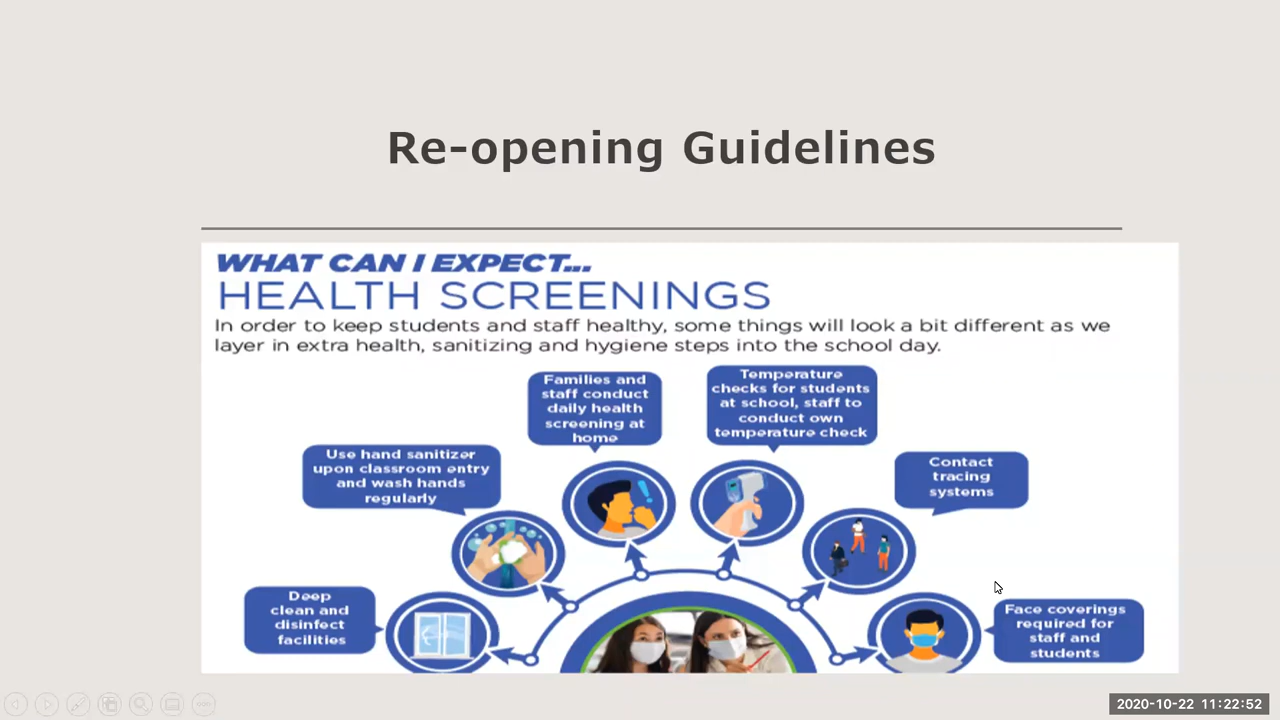 Re-opening Guidelines
WHAT CAN I EXPECT...
HEALTH SCREENINGS
In order to keep students and staff healthy, some things will look a bit different as we
layer in extra health, sanitizing and hygiene steps into the school day.
Families and
staff conduct
daily health
screening at
home
Temperature
checks for students
at school, staff to
conduct own
temperature check
Use hand sanitizer
upon classroom entry
and wash hands
regularly
Contact
tracing
systems
Deep
clean and
disinfect
facilities
Face coverings
required for
staff and
students
2020-10-22 11:22:52